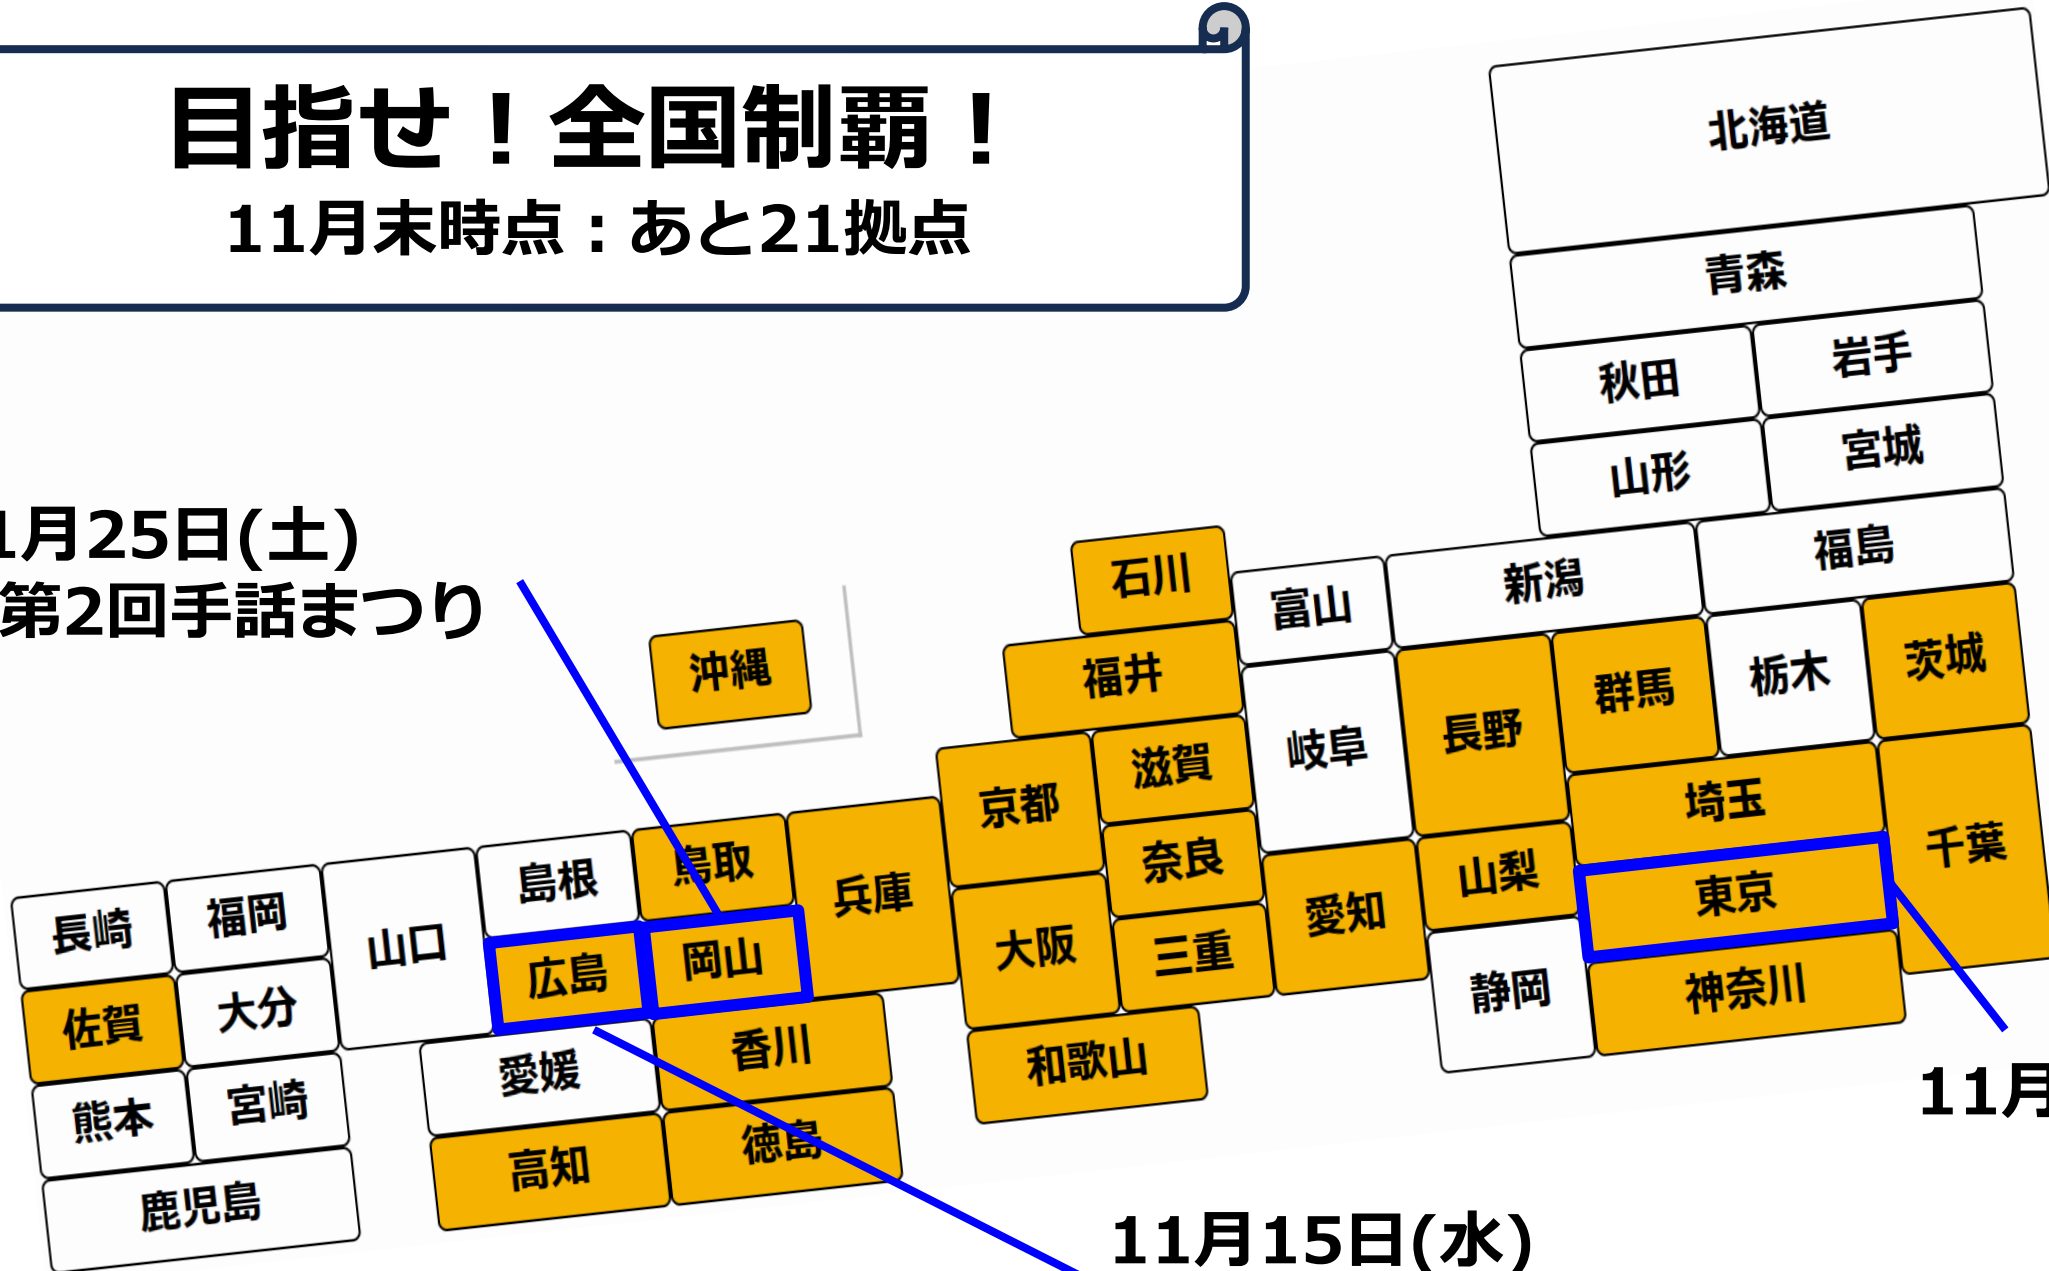 目指せ！全国制覇！
11月末時点：あと21拠点
北海道
青森
秋田
岩手
山形
宮城
1月25日(土)
第2回手話まつり
石川
富山
新潟
福島
沖縄
福井
岐阜
長野
群馬
栃木
茨城
京都
滋賀
埼玉
千葉
長崎
福岡
山口
島根
鳥取
兵庫
奈良
愛知
山梨
東京
佐賀
大分
広島
岡山
大阪
三重
静岡
神奈川
熊本
宮崎
愛媛
香川
和歌山
鹿児島
高知
徳島
11月
11月15日(水)